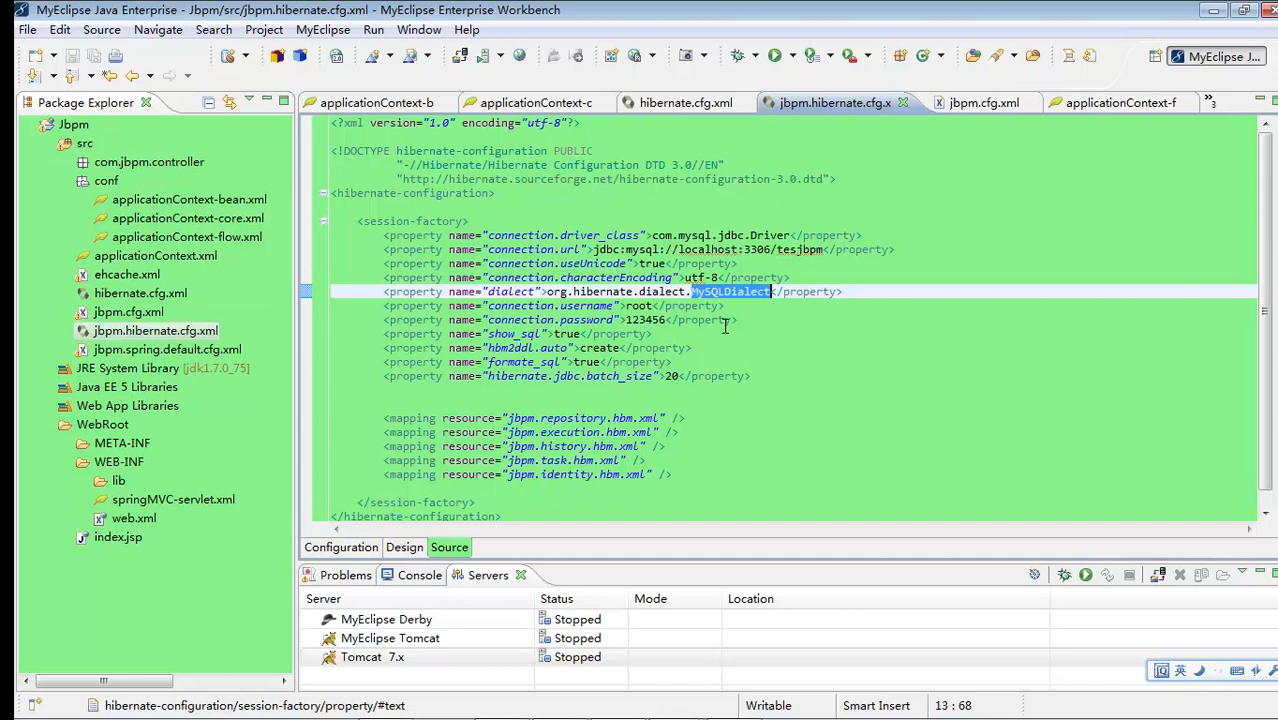 MyEclipse Java Enterprise - Jbpm/src/jbpm.hibernate.cfg.xml - MyEclipse Enterprise Workbench
File Edit Source Navigate Search Project MyEclipse Run Window Help
MyEclipse J...
Package Explorer
applicationContext-b
applicationContext-c
hibernate.cfg.xml
jbpm.hibernate.cfg.x
jbpm.cfg.xml
applicationContext-f
»3
Jbpm
src
com.jbpm.controller
conf
applicationContext-bean.xml
applicationContext-core.xml
applicationContext-flow.xml
applicationContext.xml
ehcache.xml
hibernate.cfg.xml
jbpm.cfg.xml
jbpm.hibernate.cfg.xml
jbpm.spring.default.cfg.xml
JRE System Library [jdk1.7.0_75]
Java EE 5 Libraries
Web App Libraries
WebRoot
META-INF
WEB-INF
lib
springMVC-servlet.xml
web.xml
index.jsp
<?xml version="1.0" encoding="utf-8"?>
<!DOCTYPE hibernate-configuration PUBLIC
"-//Hibernate/Hibernate Configuration DTD 3.0//EN"
"http://hibernate.sourceforge.net/hibernate-configuration-3.0.dtd">
<hibernate-configuration>
<session-factory>
<property name="connection.driver_class">com.mysql.jdbc.Driver</property>
<property name="connection.url">jdbc:mysql://localhost:3306/tesjbpm</property>
<property name="connection.useUnicode">true</property>
<property name="connection.characterEncoding">utf-8</property>
<property name="dialect">org.hibernate.dialect.MySQLDialect</property>
<property name="connection.username">root</property>
<property name="connection.password">123456</property>
<property name="show_sql">true</property>
<property name="hbm2ddl.auto">create</property>
<property name="formate_sql">true</property>
<property name="hibernate.jdbc.batch_size">20</property>
<mapping resource="jbpm.repository.hbm.xml" />
<mapping resource="jbpm.execution.hbm.xml" />
<mapping resource="jbpm.history.hbm.xml" />
<mapping resource="jbpm.task.hbm.xml" />
<mapping resource="jbpm.identity.hbm.xml" />
</session-factory>
</hibernate-configuration>
Configuration Design Source
Problems Console Servers
Server Status Mode Location
MyEclipse Derby Stopped
MyEclipse Tomcat Stopped
Tomcat 7.x Stopped
英
hibernate-configuration/session-factory/property/#text
Writable
Smart Insert
13 : 68